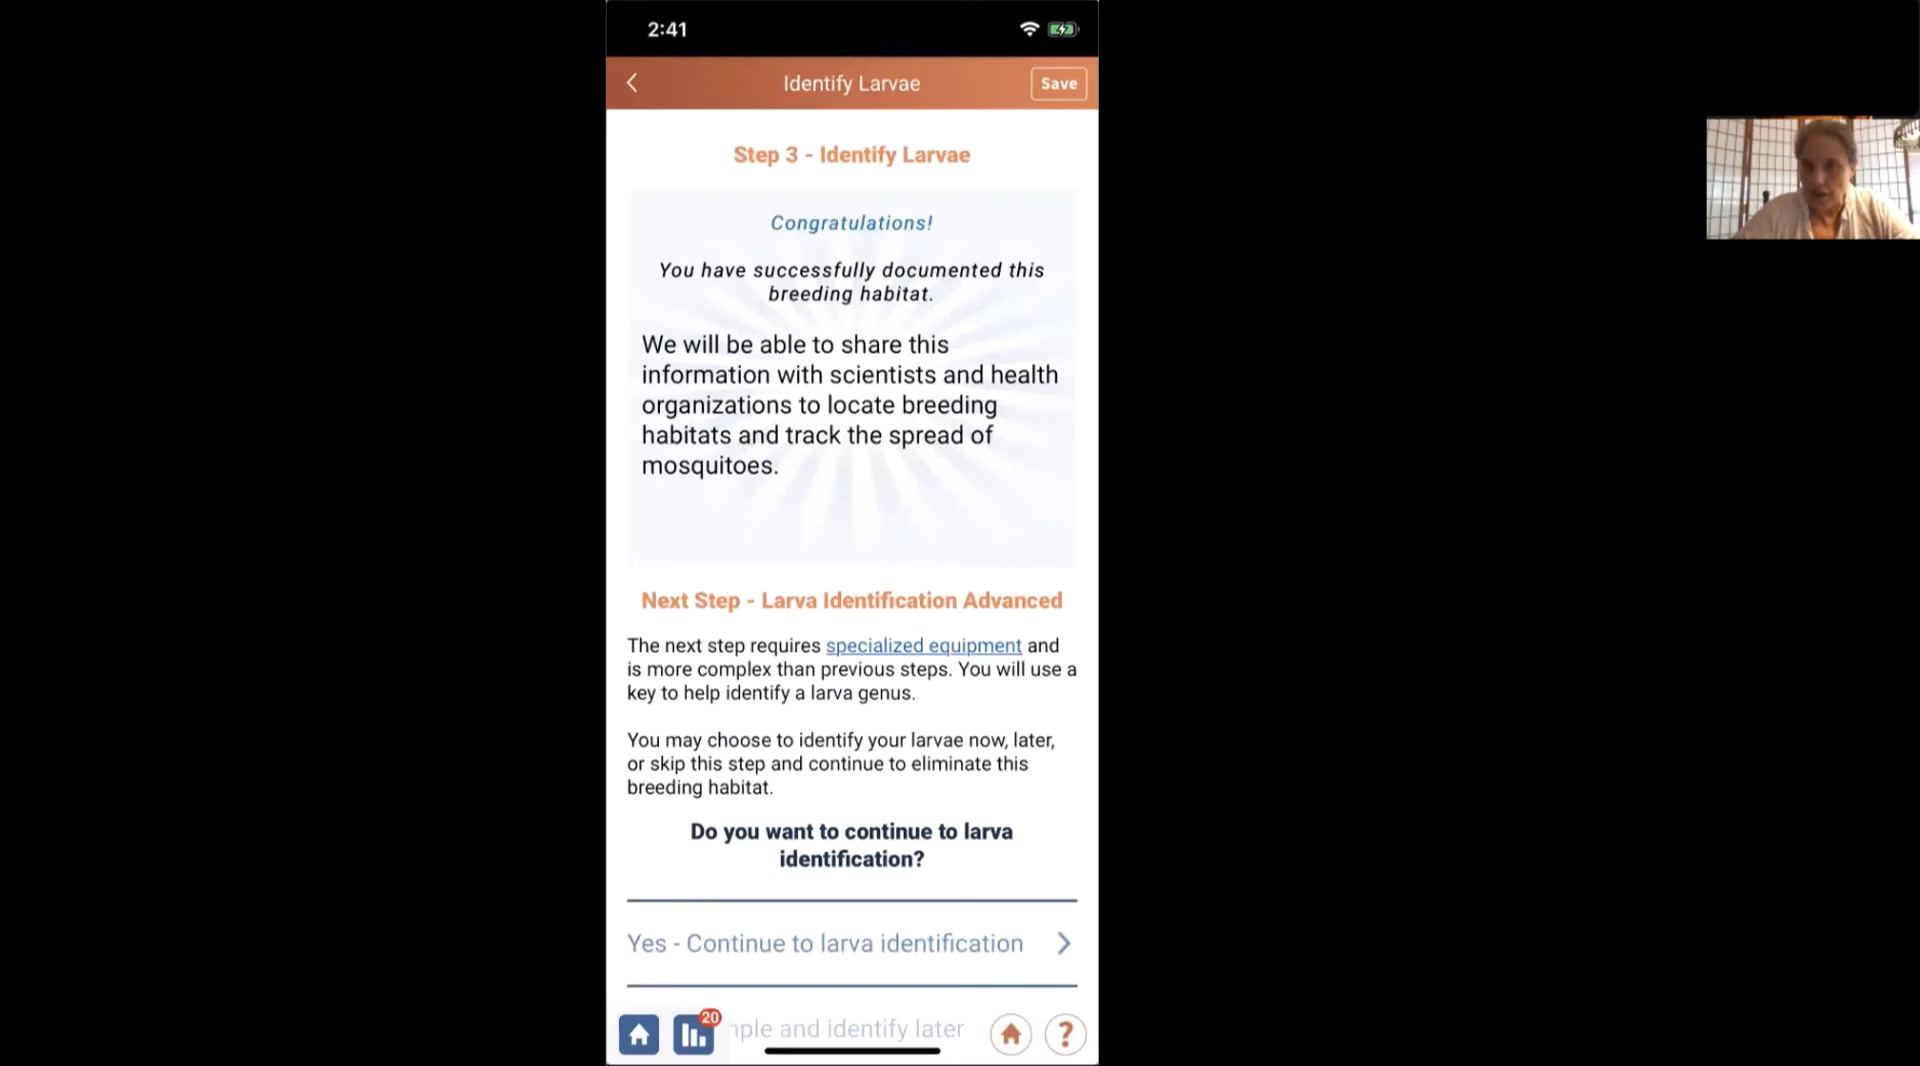 2:41
Identify Larvae
Save
Step 3 - Identify Larvae
Congratulations!
You have successfully documented this
breeding habitat.
We will be able to share this
information with scientists and health
organizations to locate breeding
habitats and track the spread of
mosquitoes.
Next Step - Larva Identification Advanced
The next step requires specialized equipment and
is more complex than previous steps. You will use a
key to help identify a larva genus.
You may choose to identify your larvae now, later,
or skip this step and continue to eliminate this
breeding habitat.
Do you want to continue to larva
identification?
Yes - Continue to larva identification
20
and identify later
?